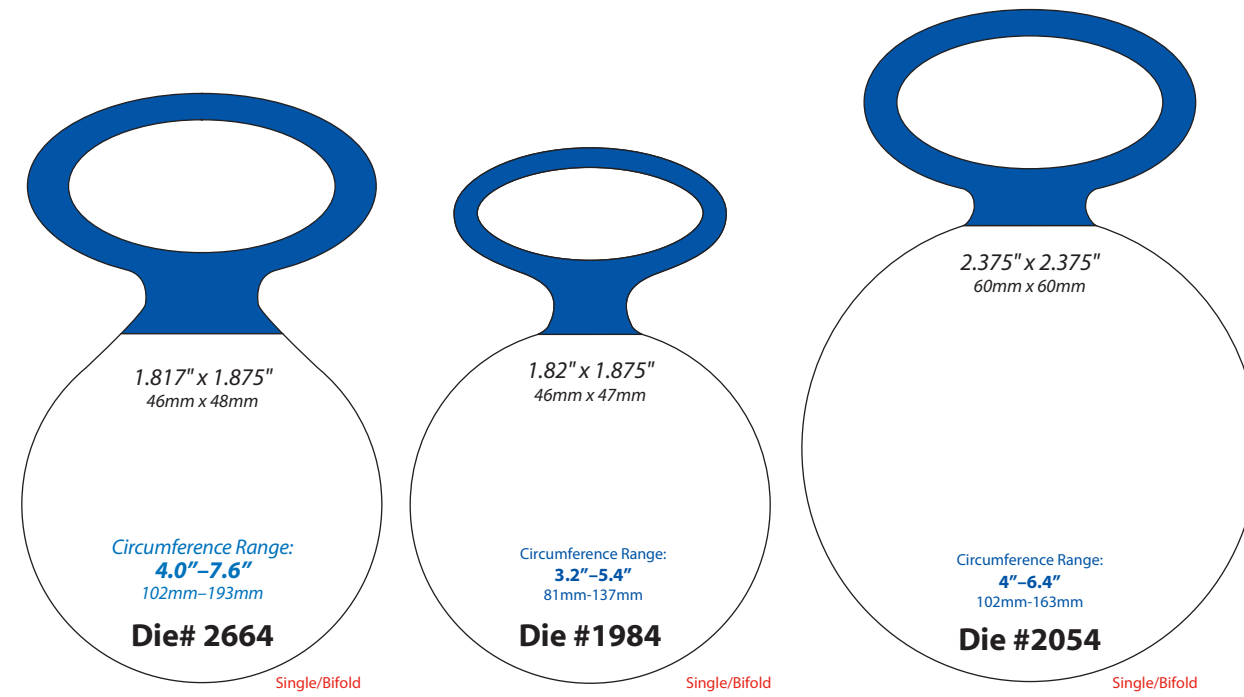 1.817" x 1.875"
46mm x 48mm
Circumference Range:
4.0"–7.6"
102mm–193mm
Die# 2664
Single/Bifold
1.82" x 1.875"
46mm x 47mm
Circumference Range:
3.2"–5.4"
81mm-137mm
Die #1984
Single/Bifold
2.375" x 2.375"
60mm x 60mm
Circumference Range:
4"–6.4"
102mm-163mm
Die #2054
Single/Bifold